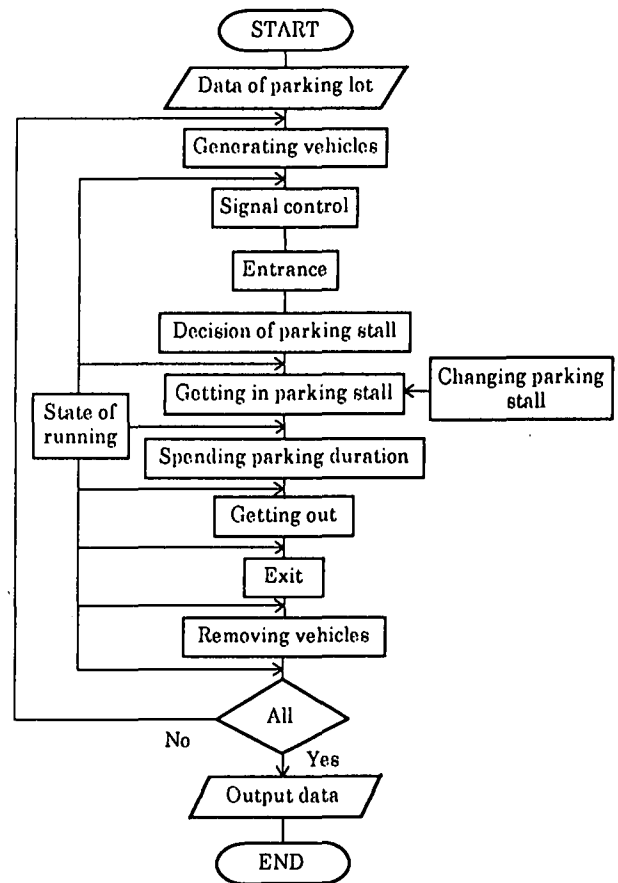 START
Data of parking lot
Generating vehicles
Signal control
Entrance
Decision of parking stall
Getting in parking stall
Changing parking
stall
State of
running
Spending parking duration
Getting out
Exit
Removing vehicles
All
No
Yes
Output data
END